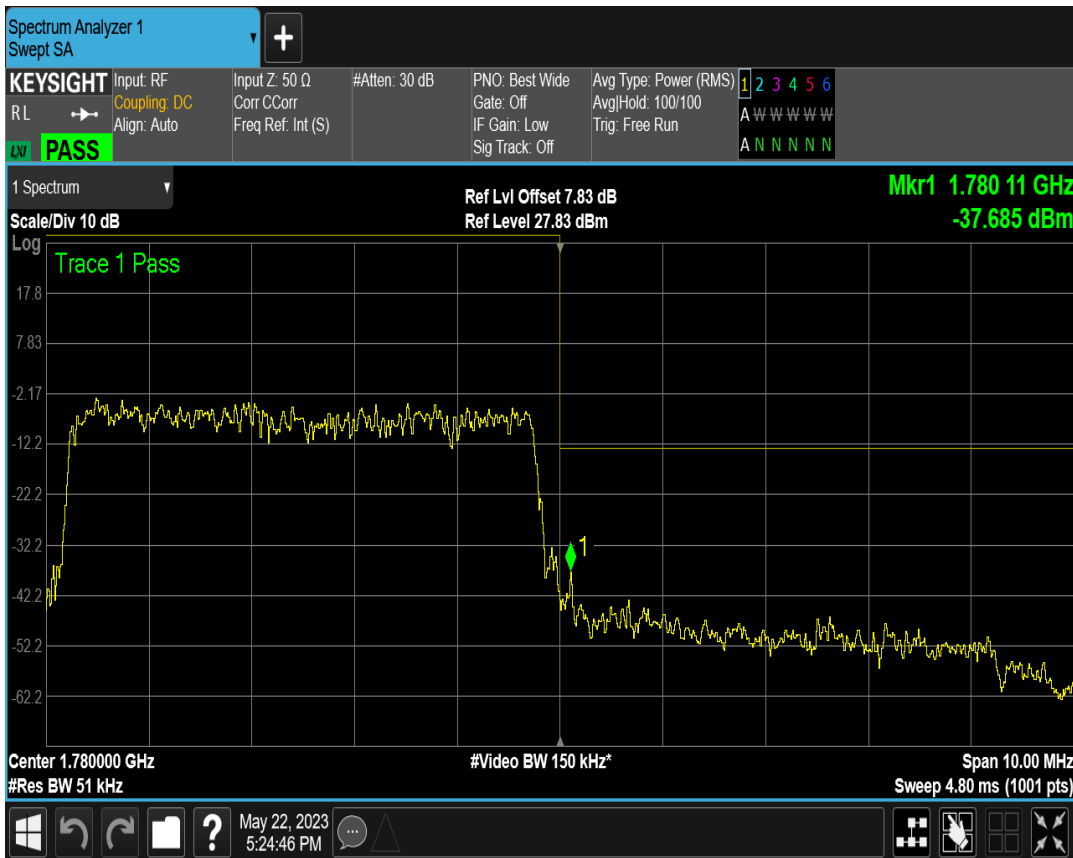 Spectrum Analyzer 1
Swept SA
+
KEYSIGHT
R L
LXI
PASS
Input: RF
Coupling: DC
Align: Auto
Input Z: 50 Ω
Corr CCorr
Freq Ref: Int (S)
#Atten: 30 dB
PNO: Best Wide
Gate: Off
IF Gain: Low
Sig Track: Off
Avg Type: Power (RMS)
Avg|Hold: 100/100
Trig: Free Run
1 2 3 4 5 6
A W W W W W
A N N N N N
1 Spectrum
Scale/Div 10 dB
Ref Lvl Offset 7.83 dB
Ref Level 27.83 dBm
Mkr1 1.780 11 GHz
-37.685 dBm
Log
Trace 1 Pass
17.8
7.83
-2.17
-12.2
-22.2
-32.2
1
-42.2
-52.2
-62.2
Center 1.780000 GHz
#Res BW 51 kHz
#Video BW 150 kHz*
Span 10.00 MHz
Sweep 4.80 ms (1001 pts)
?
May 22, 2023
5:24:46 PM